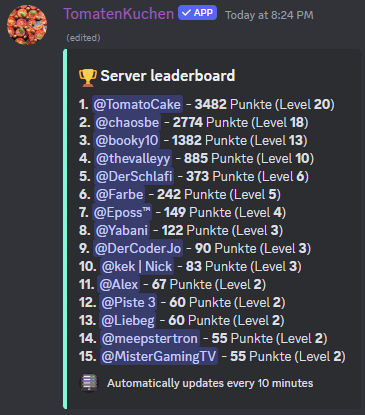 TomatenKuchen ✓ APP Today at 8:24 PM
(edited)
🏆 Server leaderboard
1. @TomatoCake - 3482 Punkte (Level 20)
2. @chaosbe - 2774 Punkte (Level 18)
3. @booky10 - 1382 Punkte (Level 13)
4. @thevalleyy - 885 Punkte (Level 10)
5. @DerSchlafi - 373 Punkte (Level 6)
6. @Farbe - 242 Punkte (Level 5)
7. @Eposs™ - 149 Punkte (Level 4)
8. @Yabani - 122 Punkte (Level 3)
9. @DerCoderJo - 90 Punkte (Level 3)
10. @kek | Nick - 83 Punkte (Level 3)
11. @Alex - 67 Punkte (Level 2)
12. @Piste 3 - 60 Punkte (Level 2)
13. @Liebeg - 60 Punkte (Level 2)
14. @meepstertron - 55 Punkte (Level 2)
15. @MisterGamingTV - 55 Punkte (Level 2)
Automatically updates every 10 minutes